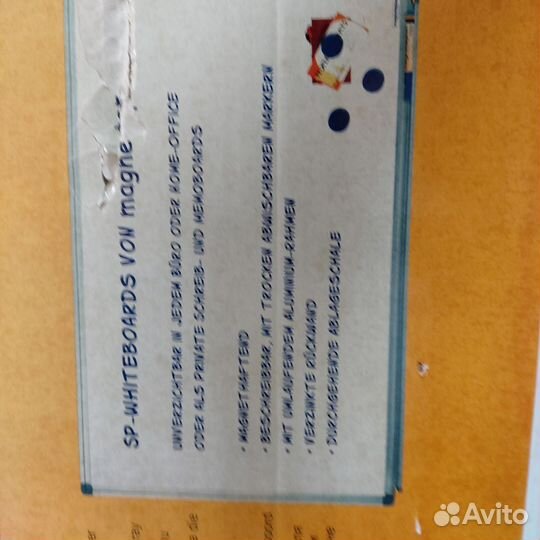 SP-WHITEBOARDS VON magne
UNVERZICHTBAR IN JEDEM BÜRO ODER HOME-OFFICE
ODER ALS PRIVATE SCHREIB- UND MEMOBOARDS
• MAGNETHAFTEND
• BESCHREIBBAR, MIT TROCKEN ABWISCHBAREN MARKERN
• MIT UMLAUFENDEM ALUMINIUM-RAHMEN
• VERZINKTE RÜCKWAND
• DURCHGEHENDE ABLAGESCHALE
Avito